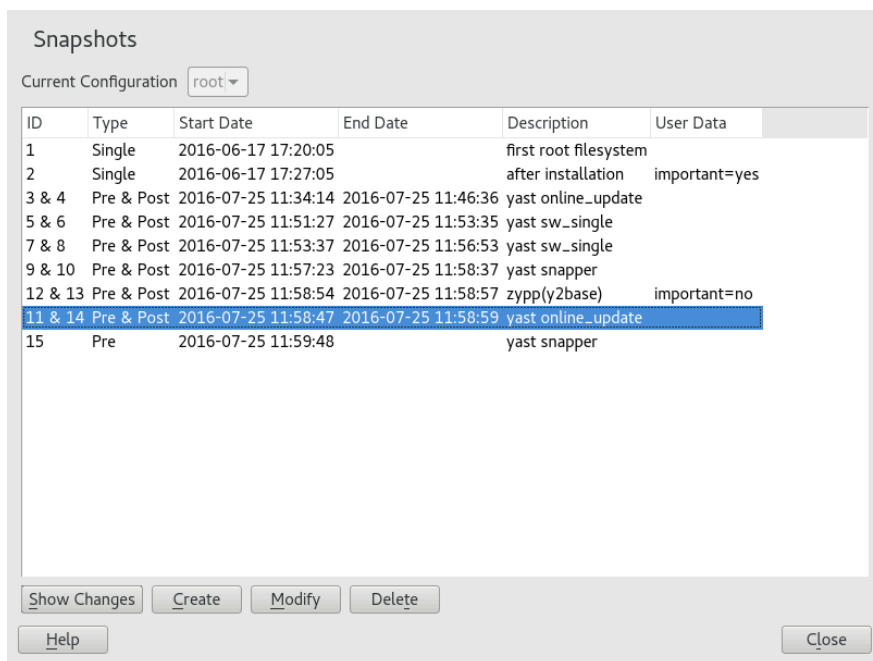 Snapshots
Current Configuration root
ID Type Start Date End Date Description User Data
1 Single 2016-06-17 17:20:05 first root filesystem
2 Single 2016-06-17 17:27:05 after installation important=yes
3 & 4 Pre & Post 2016-07-25 11:34:14 2016-07-25 11:46:36 yast online_update
5 & 6 Pre & Post 2016-07-25 11:51:27 2016-07-25 11:53:35 yast sw_single
7 & 8 Pre & Post 2016-07-25 11:53:37 2016-07-25 11:56:53 yast sw_single
9 & 10 Pre & Post 2016-07-25 11:57:23 2016-07-25 11:58:37 yast snapper
12 & 13 Pre & Post 2016-07-25 11:58:54 2016-07-25 11:58:57 zypp(y2base) important=no
11 & 14 Pre & Post 2016-07-25 11:58:47 2016-07-25 11:58:59 yast online_update
15 Pre 2016-07-25 11:59:48 yast snapper
Show Changes Create Modify Delete
Help Close